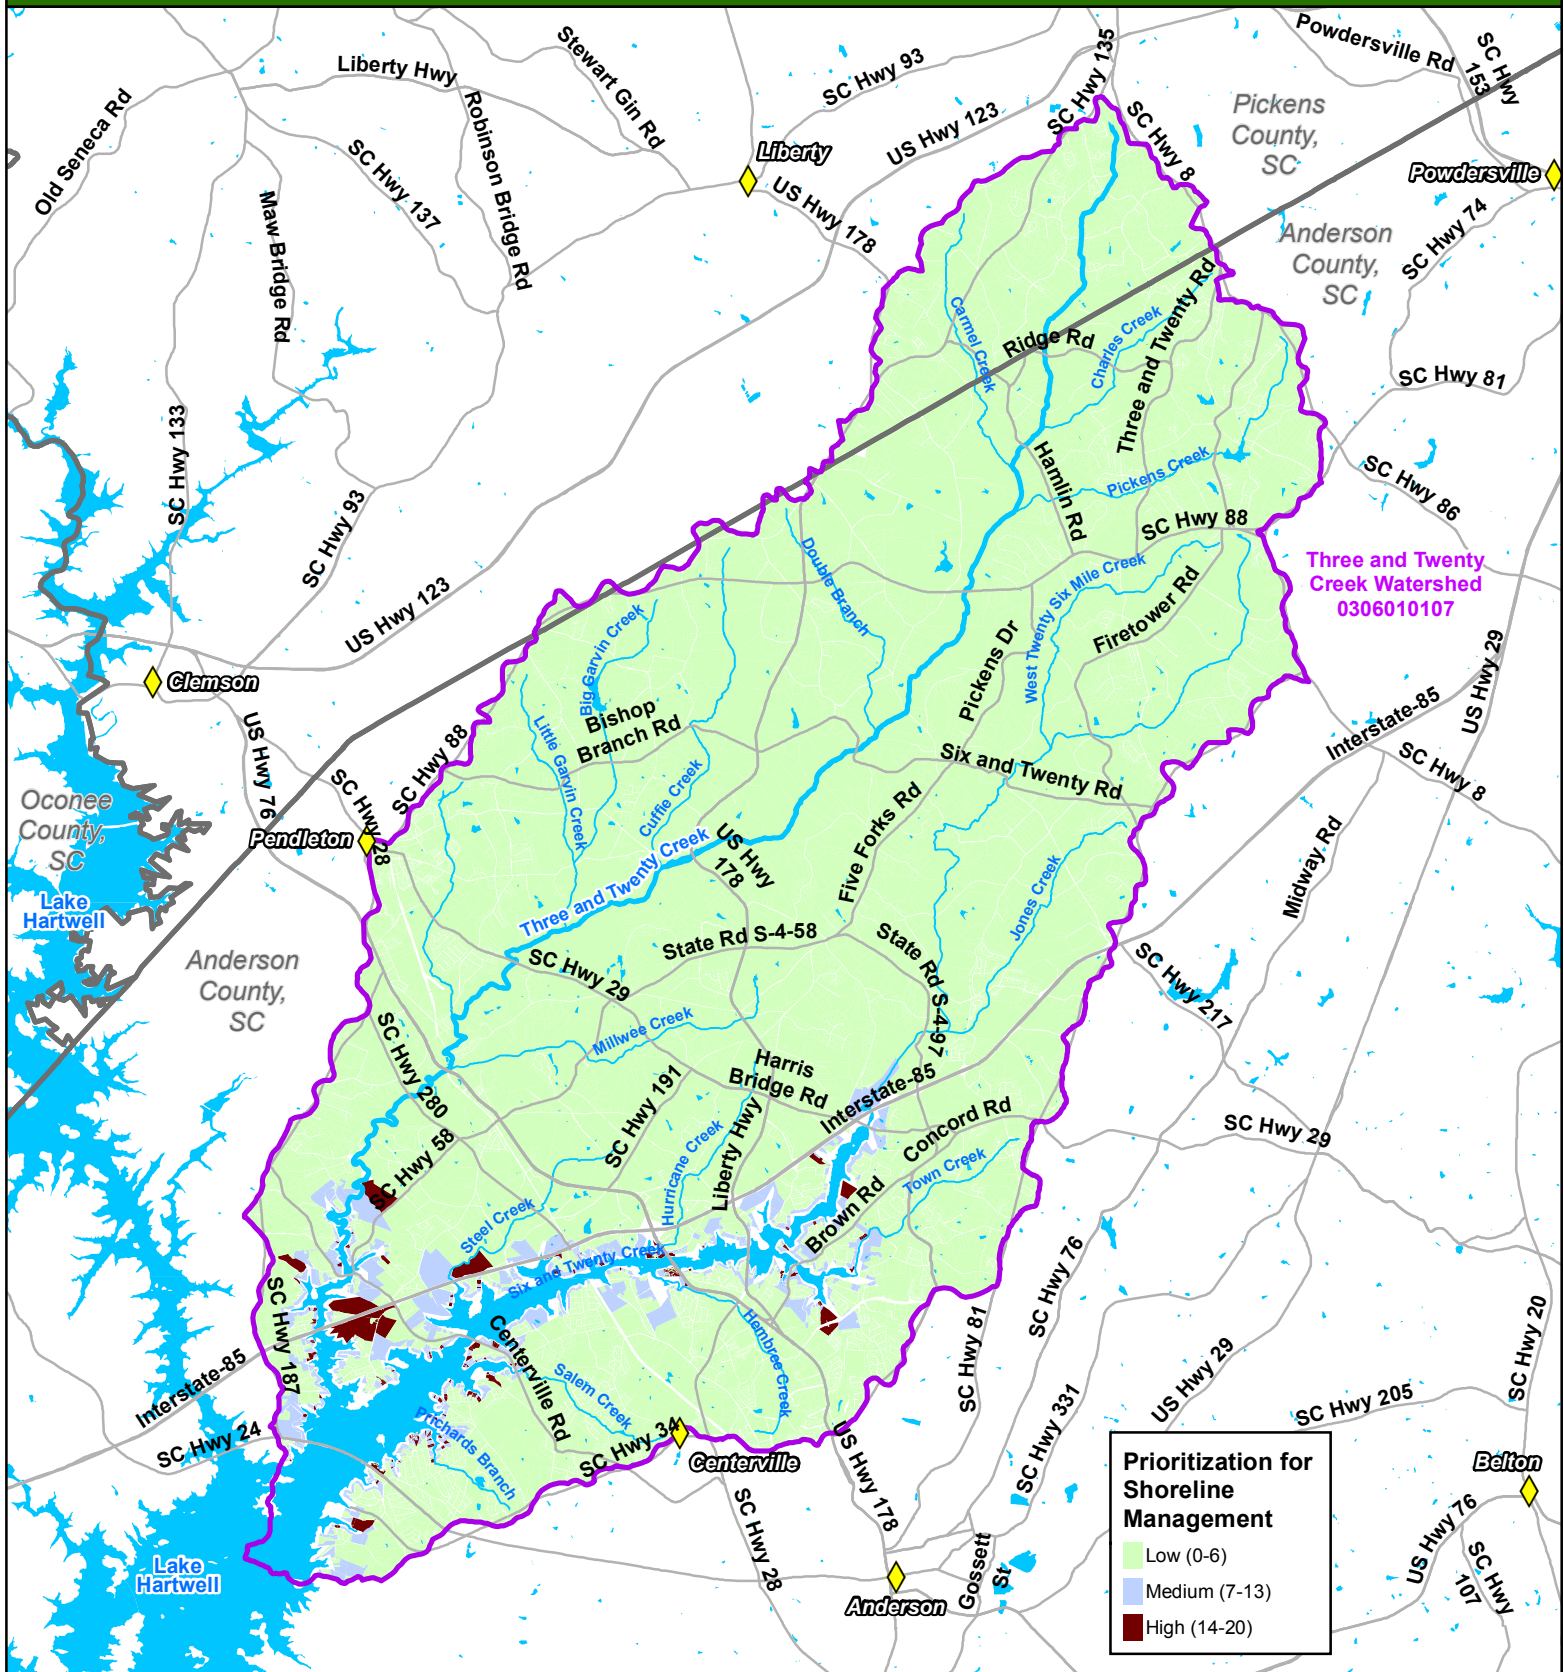 Powdersville Rd
SC Hwy
153
Stewart Gin Rd
SC Hwy 135
Liberty Hwy
SC Hwy 93
Old Seneca Rd
Robinson Bridge Rd
US Hwy 123
SC Hwy 8
Pickens
County,
SC
SC Hwy 137
Liberty
Powdersville
US Hwy 178
Maw Bridge Rd
SC Hwy 74
Anderson
County,
SC
Three and Twenty Rd
Carmel Creek
Ridge Rd
Charles Creek
SC Hwy 81
SC Hwy 133
Hamlin Rd
Pickens Creek
SC Hwy 86
SC Hwy 93
SC Hwy 88
Double Branch
West Twenty Six Mile Creek
Three and Twenty
Creek Watershed
0306010107
US Hwy 123
Firetower Rd
Big Garvin Creek
Pickens Dr
US Hwy 29
Clemson
Bishop
Branch Rd
Little Garvin Creek
Interstate-85
US Hwy 76
SC Hwy 88
Six and Twenty Rd
SC Hwy 8
SC Hwy 28
Cuffie Creek
Oconee
County,
SC
Pendleton
Three and Twenty Creek
US Hwy
178
Five Forks Rd
Midway Rd
Jones Creek
Lake
Hartwell
State Rd S-4-58
State Rd S-4-97
Anderson
County,
SC
SC Hwy 29
SC Hwy 217
Millwee Creek
SC Hwy 280
Harris
Bridge Rd
SC Hwy 191
Interstate-85
Concord Rd
SC Hwy 29
SC Hwy 58
Hurricane Creek
Liberty Hwy
Town Creek
Brown Rd
Steel Creek
Six and Twenty Creek
SC Hwy 76
SC Hwy 187
Centerville Rd
Hembree Creek
SC Hwy 81
US Hwy 29
SC Hwy 20
Interstate-85
Salem Creek
SC Hwy 331
SC Hwy 205
Prichards Branch
SC Hwy 24
SC Hwy 34
Centerville
US Hwy 178
Prioritization for
Shoreline
Management
Low (0-6)
Medium (7-13)
High (14-20)
Belton
SC Hwy 28
US Hwy 76
SC Hwy
107
Lake
Hartwell
Gossett
St
Anderson